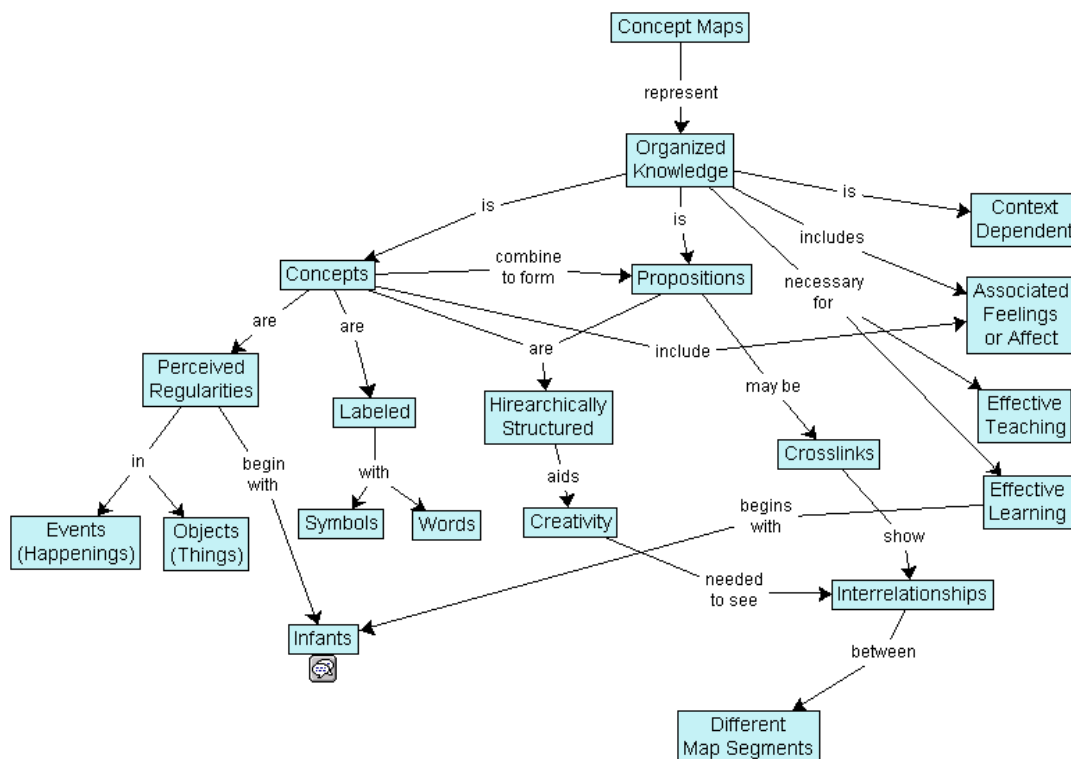 Concept Maps
represent
Organized
Knowledge
is
is
is
Context
Dependent
includes
combine
to form
Concepts
Propositions
necessary
for
Associated
Feelings
or Affect
are
are
are
include
Perceived
Regularities
may be
Labeled
Hirearchically
Structured
Effective
Teaching
Crosslinks
in
begin
with
with
aids
Effective
Learning
begins
with
Events
(Happenings)
Objects
(Things)
Symbols
Words
Creativity
show
needed
to see
Interrelationships
Infants
between
Different
Map Segments